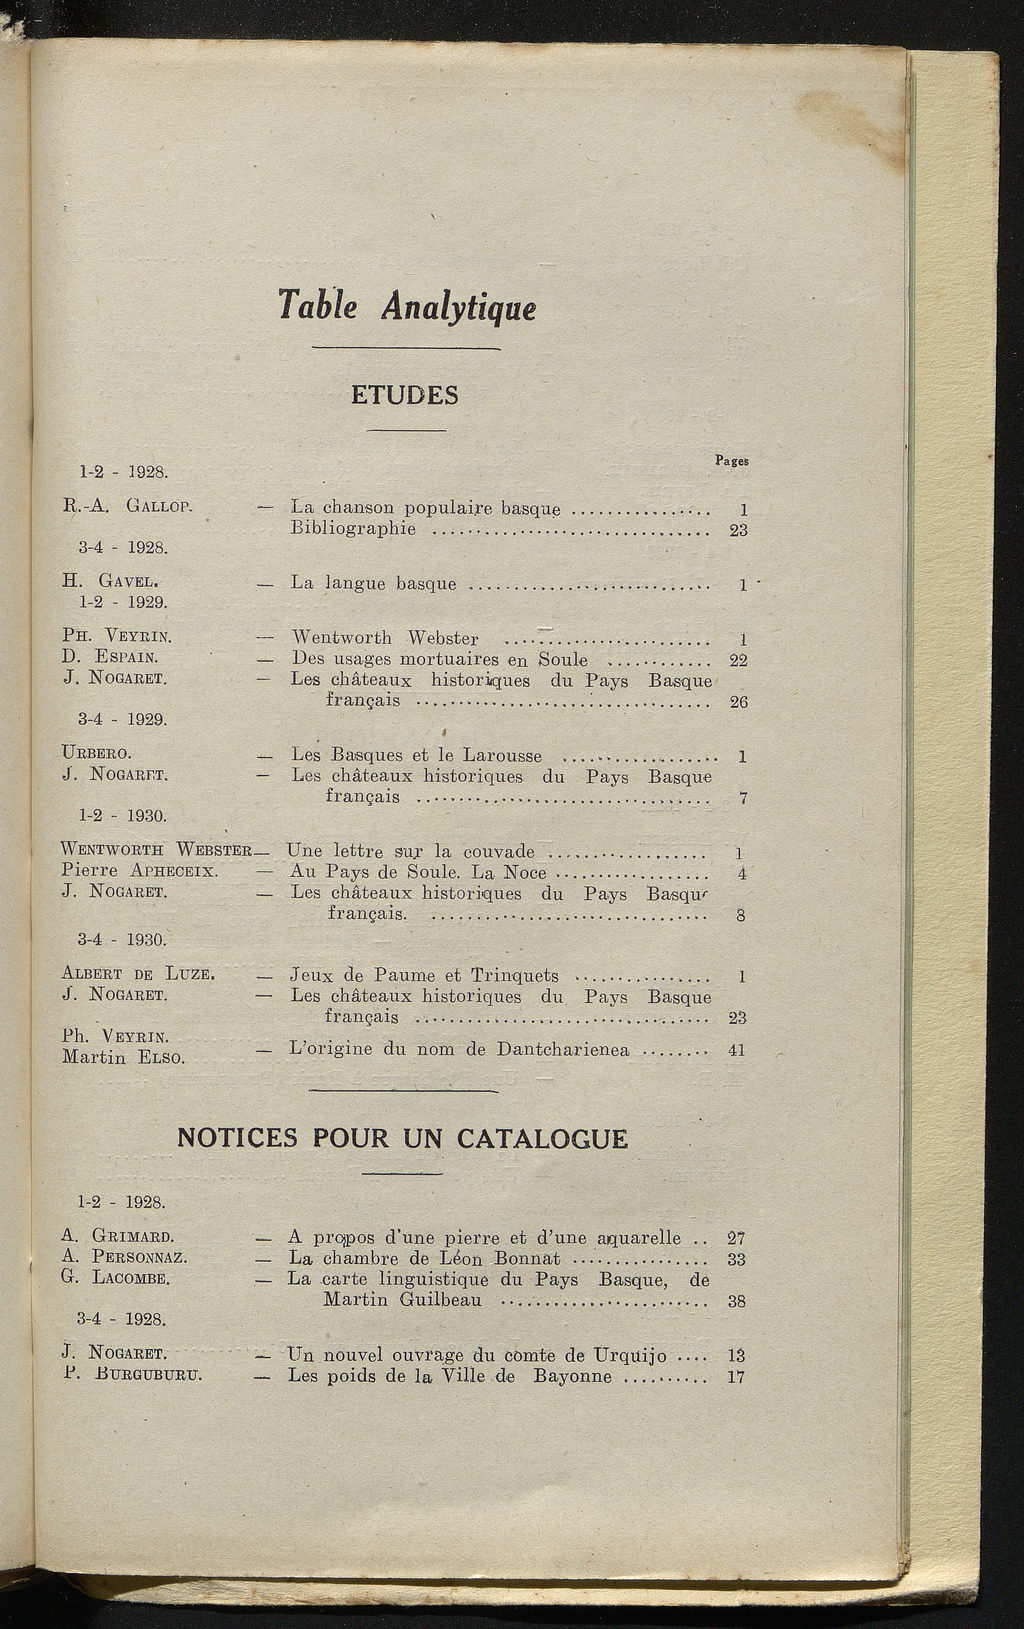 Table Analytique
ETUDES
Pages
1-2 - 1928.
R.-A. GALLOP. — La chanson populaire basque ................ 1
Bibliographie ................................ 23
3-4 - 1928.
H. GAVEL. — La langue basque ............................ 1
1-2 - 1929.
PH. VEYRIN. — Wentworth Webster ........................ 1
D. ESPAIN. — Des usages mortuaires en Soule ............ 22
J. NOGARET. — Les châteaux historiques du Pays Basque
français .................................. 26
3-4 - 1929.
URBERO. — Les Basques et le Larousse .................. 1
J. NOGARET. — Les châteaux historiques du Pays Basque
français .................................. 7
1-2 - 1930.
WENTWORTH WEBSTER— Une lettre sur la couvade ................... 1
Pierre APHECEIX. — Au Pays de Soule. La Noce .................. 4
J. NOGARET. — Les châteaux historiques du Pays Basque
français. ................................ 8
3-4 - 1930.
ALBERT DE LUZE. — Jeux de Paume et Trinquets ................ 1
J. NOGARET. — Les châteaux historiques du Pays Basque
français .................................. 23
Ph. VEYRIN.
Martin ELSO. — L'origine du nom de Dantcharienea ........ 41
NOTICES POUR UN CATALOGUE
1-2 - 1928.
A. GRIMARD. — A propos d'une pierre et d'une aquarelle .. 27
A. PERSONNAZ. — La chambre de Léon Bonnat ................ 33
G. LACOMBE. — La carte linguistique du Pays Basque, de
Martin Guilbeau ........................ 38
3-4 - 1928.
J. NOGARET. — Un nouvel ouvrage du comte de Urquijo .... 13
P. BURGUBURU. — Les poids de la Ville de Bayonne .......... 17